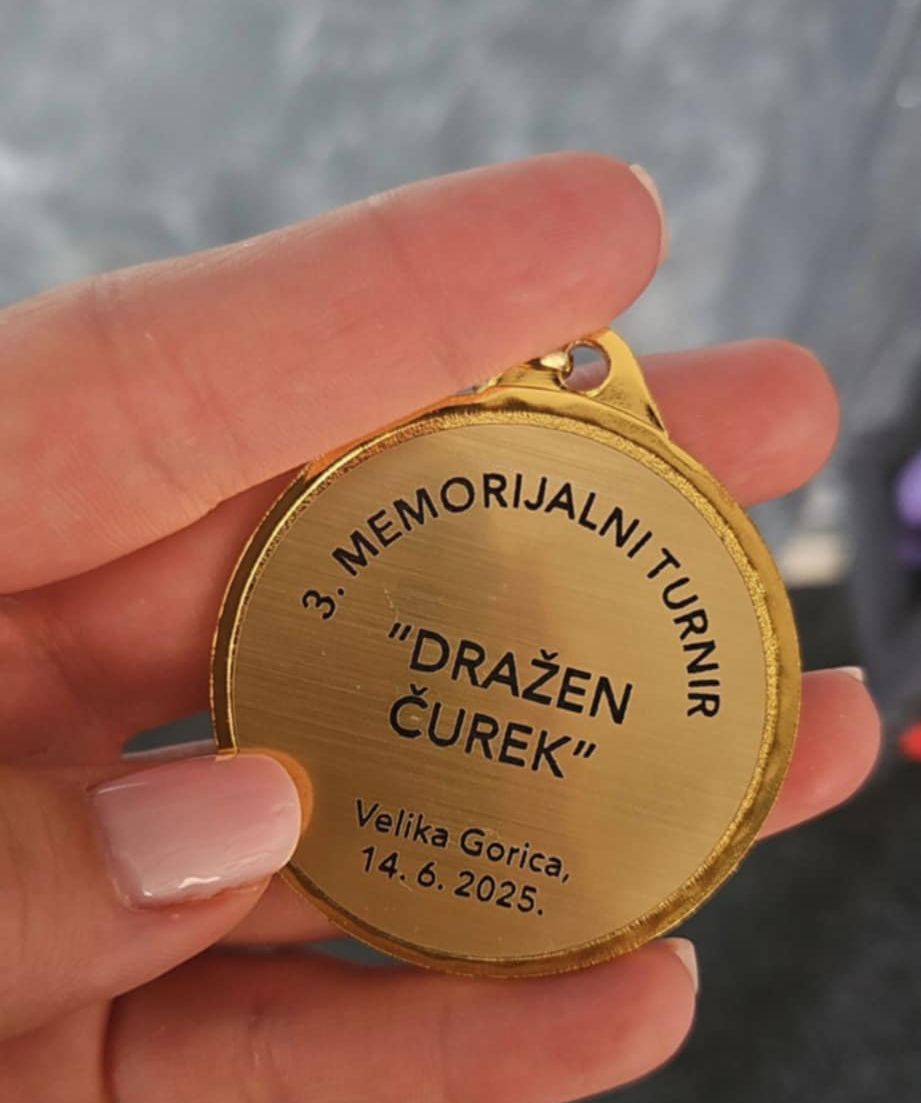 3. MEMORIJALNI TURNIR
"DRAŽEN
ČUREK"
Velika Gorica,
14. 6. 2025.